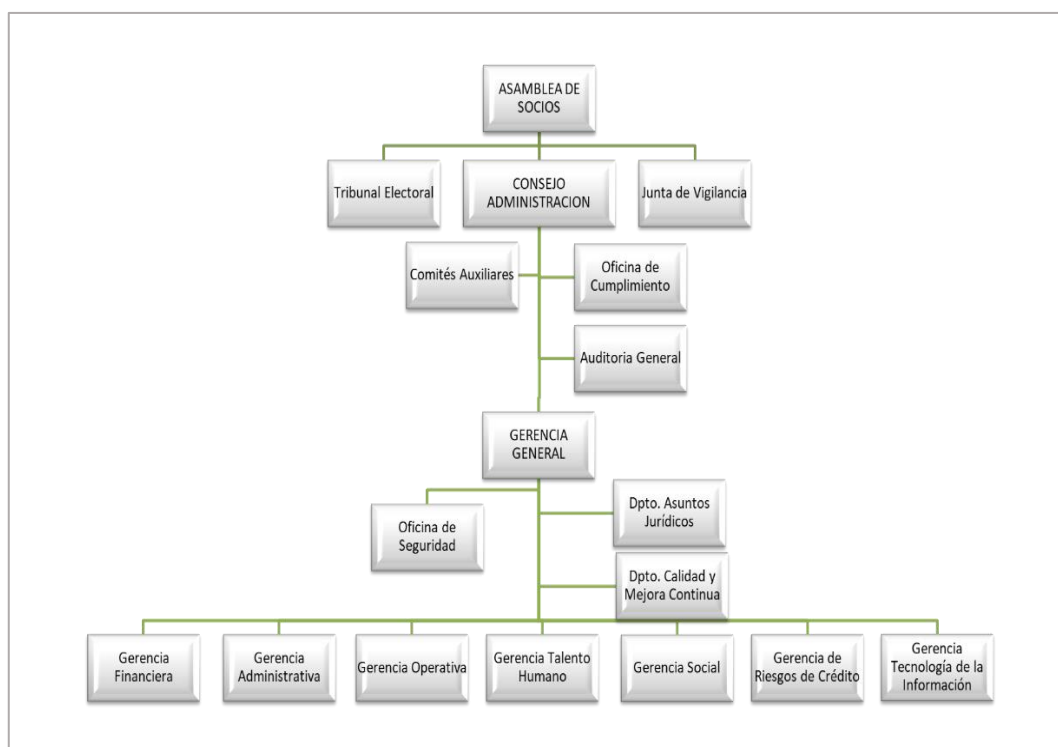 ASAMBLEA DE
SOCIOS
Tribunal Electoral
CONSEJO
ADMINISTRACION
Junta de Vigilancia
Comités Auxiliares
Oficina de
Cumplimiento
Auditoria General
GERENCIA
GENERAL
Oficina de
Seguridad
Dpto. Asuntos
Jurídicos
Dpto. Calidad y
Mejora Continua
Gerencia
Financiera
Gerencia
Administrativa
Gerencia Operativa
Gerencia Talento
Humano
Gerencia Social
Gerencia de
Riesgos de Crédito
Gerencia
Tecnología de la
Información